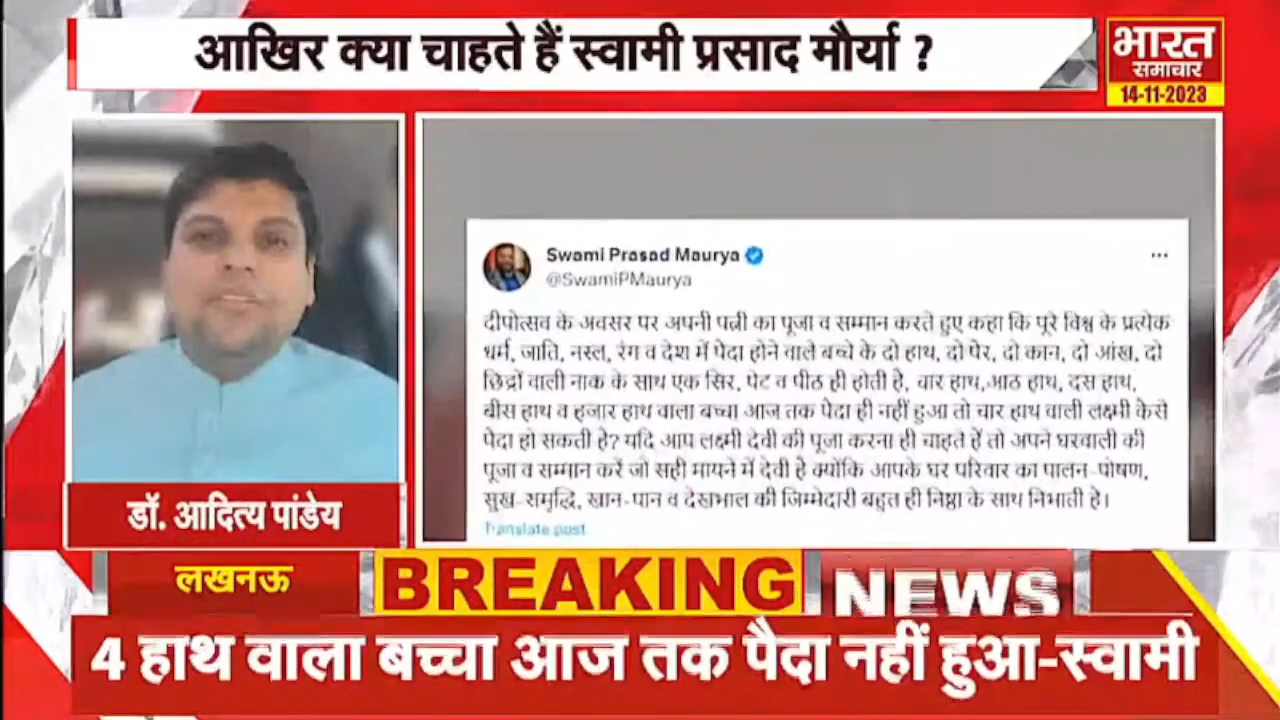 आखिर क्या चाहते हैं स्वामी प्रसाद मौर्या ?
भारत
समाचार
14-11-2023
Swami Prasad Maurya
@SwamiPMaurya
दीपोत्सव के अवसर पर अपनी पत्नी का पूजा व सम्मान करते हुए कहा कि पूरे विश्व के प्रत्येक
धर्म, जाति, नस्ल, रंग व देश में पैदा होने वाले बच्चे के दो हाथ, दो पैर, दो कान, दो आंख, दो
छिद्रों वाली नाक के साथ एक सिर, पेट व पीठ ही होती है, चार हाथ,आठ हाथ, दस हाथ,
बीस हाथ व हजार हाथ वाला बच्चा आज तक पैदा ही नहीं हुआ तो चार हाथ वाली लक्ष्मी कैसे
पैदा हो सकती है? यदि आप लक्ष्मी देवी की पूजा करना ही चाहते हैं तो अपने घरवाली की
पूजा व सम्मान करें जो सही मायने में देवी है क्योंकि आपके घर परिवार का पालन-पोषण,
सुख-समृद्धि, खान-पान व देखभाल की जिम्मेदारी बहुत ही निष्ठा के साथ निभाती है।
Translate post
डॉ. आदित्य पांडेय
लखनऊ
BREAKING NEWS
4 हाथ वाला बच्चा आज तक पैदा नहीं हुआ-स्वामी